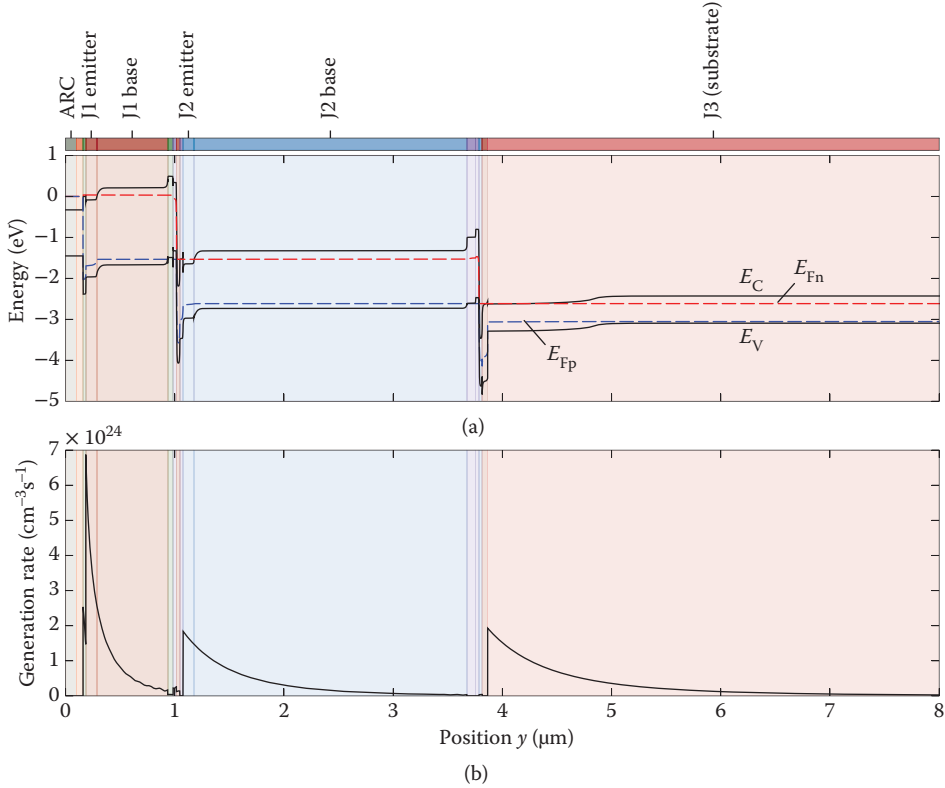 ARC
J1 emitter
J1 base
J2 emitter
J2 base
J3 (substrate)
1
0
−1
−2
−3
−4
−5
Energy (eV)
E_C
E_Fn
E_Fp
E_V
(a)
7 × 10^24
6
5
4
3
2
1
0
Generation rate (cm⁻³s⁻¹)
0 1 2 3 4 5 6 7 8
Position y (µm)
(b)